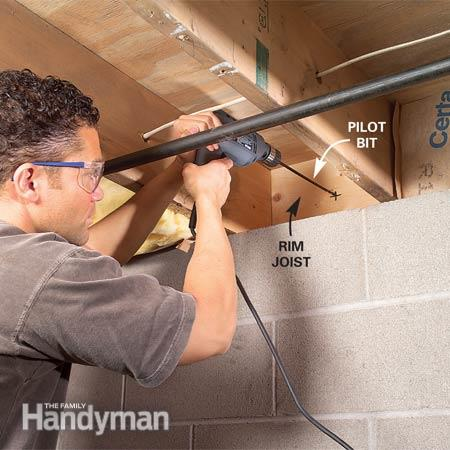 PILOT
BIT
RIM
JOIST
Certa
THE FAMILY
Handyman